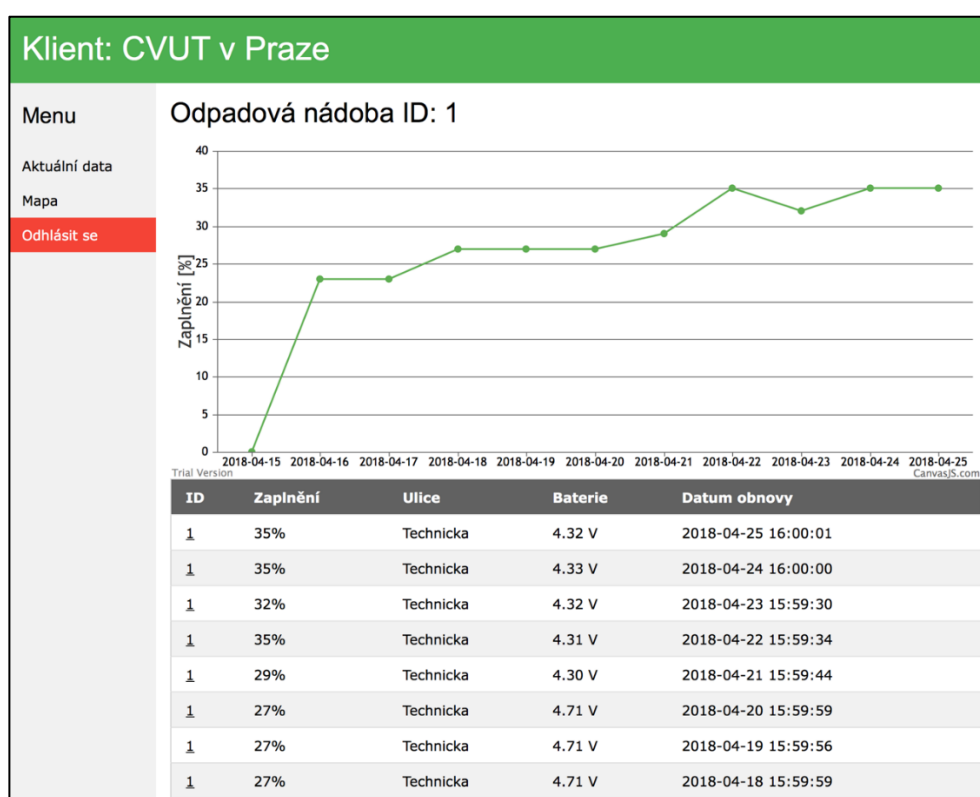 Klient: CVUT v Praze
Menu
Aktuální data
Mapa
Odhlásit se
Odpadová nádoba ID: 1
Zaplnění [%]
40
35
30
25
20
15
10
5
0
2018-04-15 2018-04-16 2018-04-17 2018-04-18 2018-04-19 2018-04-20 2018-04-21 2018-04-22 2018-04-23 2018-04-24 2018-04-25
Trial Version CanvasJS.com
ID Zaplnění Ulice Baterie Datum obnovy
1 35% Technicka 4.32 V 2018-04-25 16:00:01
1 35% Technicka 4.33 V 2018-04-24 16:00:00
1 32% Technicka 4.32 V 2018-04-23 15:59:30
1 35% Technicka 4.31 V 2018-04-22 15:59:34
1 29% Technicka 4.30 V 2018-04-21 15:59:44
1 27% Technicka 4.71 V 2018-04-20 15:59:59
1 27% Technicka 4.71 V 2018-04-19 15:59:56
1 27% Technicka 4.71 V 2018-04-18 15:59:59